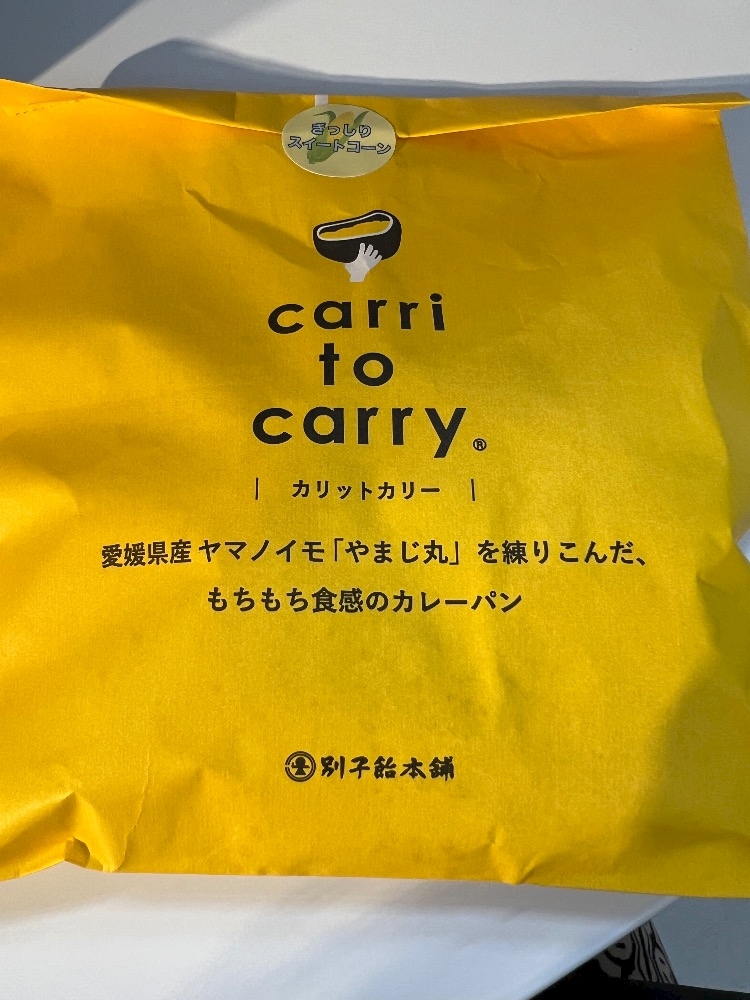 ぎっしり
スイートコーン
carri
to
carry®
| カリットカリー |
愛媛県産ヤマノイモ「やまじ丸」を練りこんだ、
もちもち食感のカレーパン
別子飴本舗